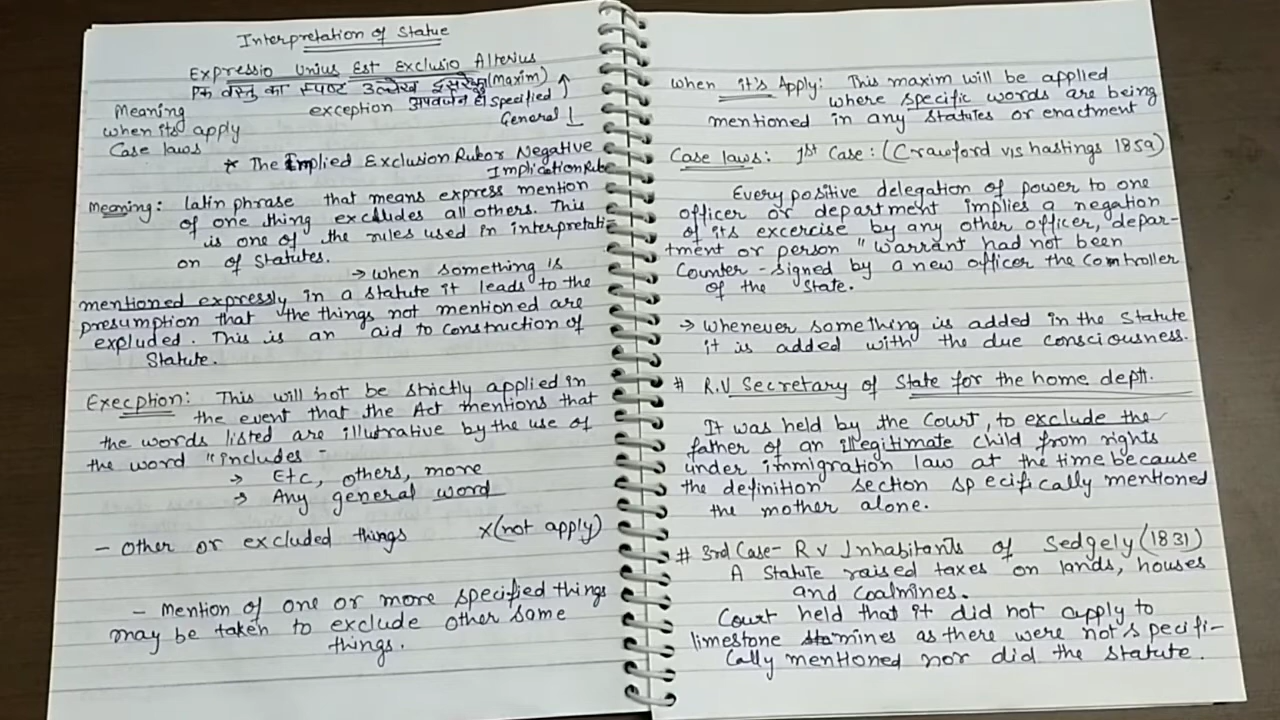 Interpretation of Statue
Expressio Unius Est Exclusio Alterius
एक वस्तु का स्पष्ट उल्लेख दूसरे का (Maxim)
Meaning exception अपवर्जन है। Specified ↑
when its apply General ↓
Case laws
* The Implied Exclusion Rule or Negative
Implication Rule
Meaning: Latin phrase that means express mention
of one thing excludes all others. This
is one of the rules used in interpretati-
on of Statutes.
→ When something is
mentioned expressly in a statute it leads to the
presumption that the things not mentioned are
expluded. This is an aid to construction of
Statute.
Execption: This will not be strictly applied in
the event that the Act mentions that
the words listed are illutrative by the use of
the word "includes -
→ Etc, others, more
→ Any general word
- Other or excluded things x(not apply)
- Mention of one or more specified things
may be taken to exclude other same
things.
When it's Apply: This maxim will be applied
where specific words are being
mentioned in any Statutes or enactment
Case laws: 1st Case: (Crawford v/s hastings 1859)
Every positive delegation of power to one
officer or department implies a negation
of its excercise by any other officer, depar-
tment or person "Warrant had not been
Counter-signed by a new officer the Controller
of the State.
→ Whenever something is added in the Statute
it is added with the due consciousness.
# R.V Secretary of State for the home deptt.
It was held by the Court, to exclude the
father of an illegitimate child from rights
under immigration law at the time because
the definition section specifically mentioned
the mother alone.
# 3rd Case- R v Inhabitants of Sedgely (1831)
A Statute raised taxes on lands, houses
and Coalmines.
Court held that it did not apply to
limestone mines as there were not specifi-
cally mentioned nor did the statute.